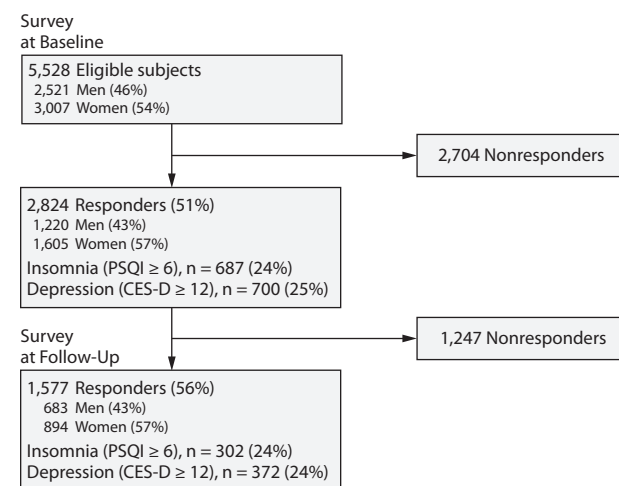 Survey
at Baseline
5,528 Eligible subjects
2,521 Men (46%)
3,007 Women (54%)
2,704 Nonresponders
2,824 Responders (51%)
1,220 Men (43%)
1,605 Women (57%)
Insomnia (PSQI ≥ 6), n = 687 (24%)
Depression (CES-D ≥ 12), n = 700 (25%)
Survey
at Follow-Up
1,247 Nonresponders
1,577 Responders (56%)
683 Men (43%)
894 Women (57%)
Insomnia (PSQI ≥ 6), n = 302 (24%)
Depression (CES-D ≥ 12), n = 372 (24%)